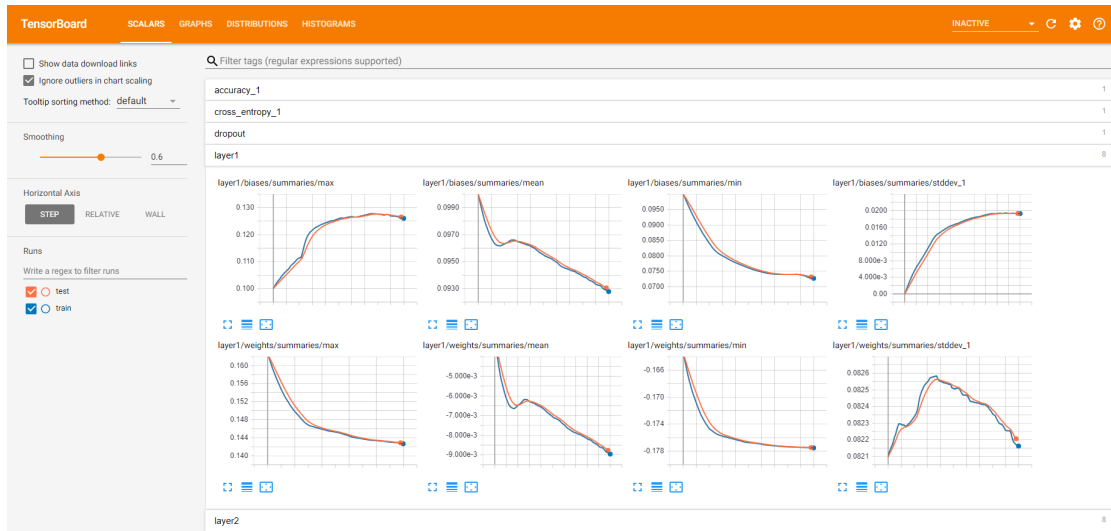 TensorBoard SCALARS GRAPHS DISTRIBUTIONS HISTOGRAMS INACTIVE
Show data download links
Ignore outliers in chart scaling
Tooltip sorting method: default
Smoothing
0.6
Horizontal Axis
STEP RELATIVE WALL
Runs
Write a regex to filter runs
test
train
Filter tags (regular expressions supported)
accuracy_1 1
cross_entropy_1 1
dropout 1
layer1 8
layer1/biases/summaries/max
0.130
0.120
0.110
0.100
layer1/biases/summaries/mean
0.0990
0.0970
0.0950
0.0930
layer1/biases/summaries/min
0.0950
0.0900
0.0850
0.0800
0.0750
0.0700
layer1/biases/summaries/stddev_1
0.0200
0.0160
0.0120
8.000e-3
4.000e-3
0.00
layer1/weights/summaries/max
0.160
0.156
0.152
0.148
0.144
0.140
layer1/weights/summaries/mean
-5.000e-3
-6.000e-3
-7.000e-3
-8.000e-3
-9.000e-3
layer1/weights/summaries/min
-0.166
-0.170
-0.174
-0.178
layer1/weights/summaries/stddev_1
0.0826
0.0825
0.0824
0.0823
0.0822
0.0821
layer2 8